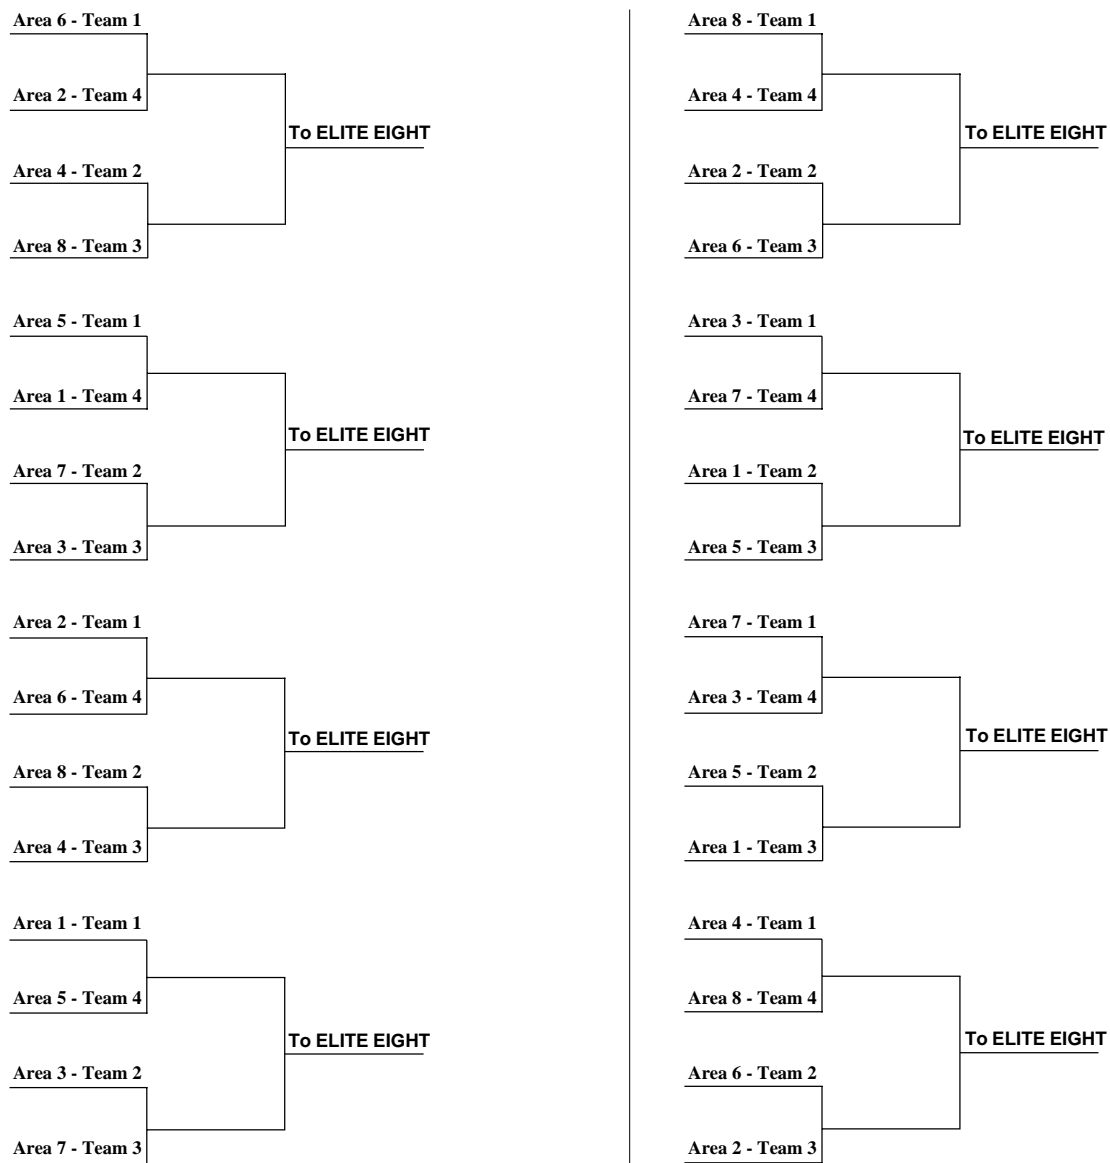 Area 6 - Team 1
Area 2 - Team 4
To ELITE EIGHT
Area 4 - Team 2
Area 8 - Team 3
Area 5 - Team 1
Area 1 - Team 4
To ELITE EIGHT
Area 7 - Team 2
Area 3 - Team 3
Area 2 - Team 1
Area 6 - Team 4
To ELITE EIGHT
Area 8 - Team 2
Area 4 - Team 3
Area 1 - Team 1
Area 5 - Team 4
To ELITE EIGHT
Area 3 - Team 2
Area 7 - Team 3
Area 8 - Team 1
Area 4 - Team 4
To ELITE EIGHT
Area 2 - Team 2
Area 6 - Team 3
Area 3 - Team 1
Area 7 - Team 4
To ELITE EIGHT
Area 1 - Team 2
Area 5 - Team 3
Area 7 - Team 1
Area 3 - Team 4
To ELITE EIGHT
Area 5 - Team 2
Area 1 - Team 3
Area 4 - Team 1
Area 8 - Team 4
To ELITE EIGHT
Area 6 - Team 2
Area 2 - Team 3